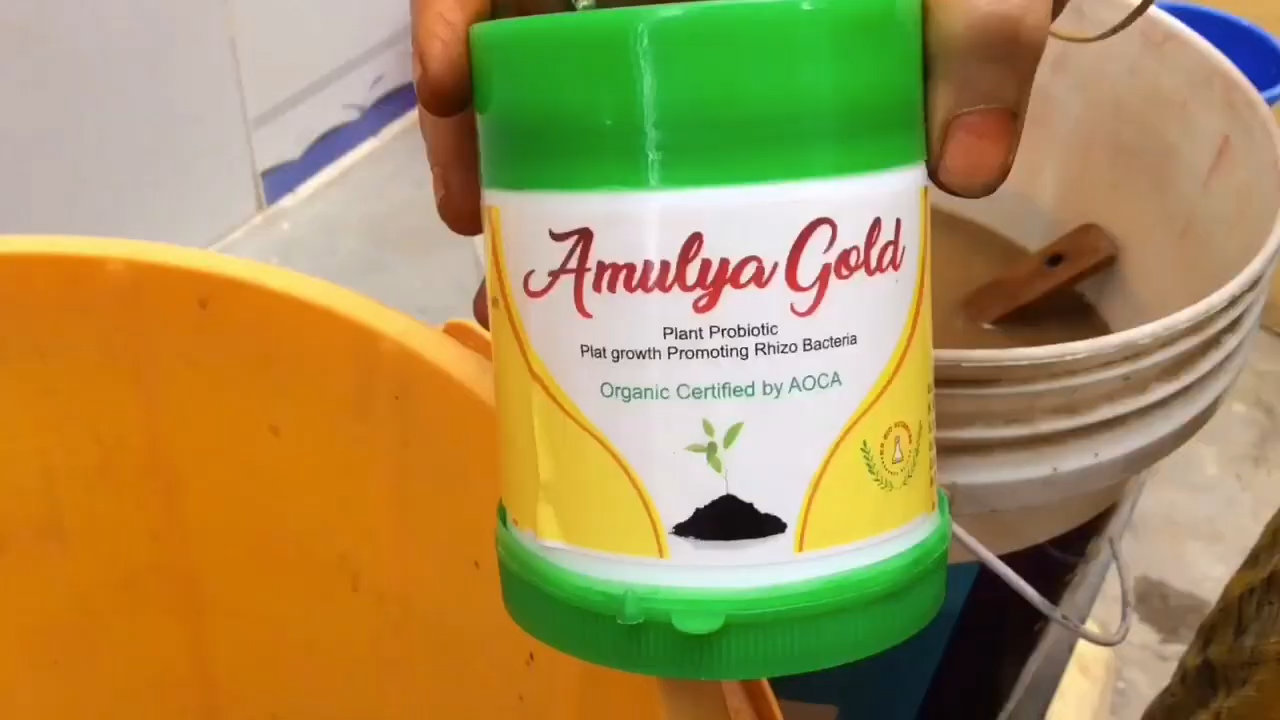 Amulya Gold
Plant Probiotic
Plat growth Promoting Rhizo Bacteria
Organic Certified by AOCA